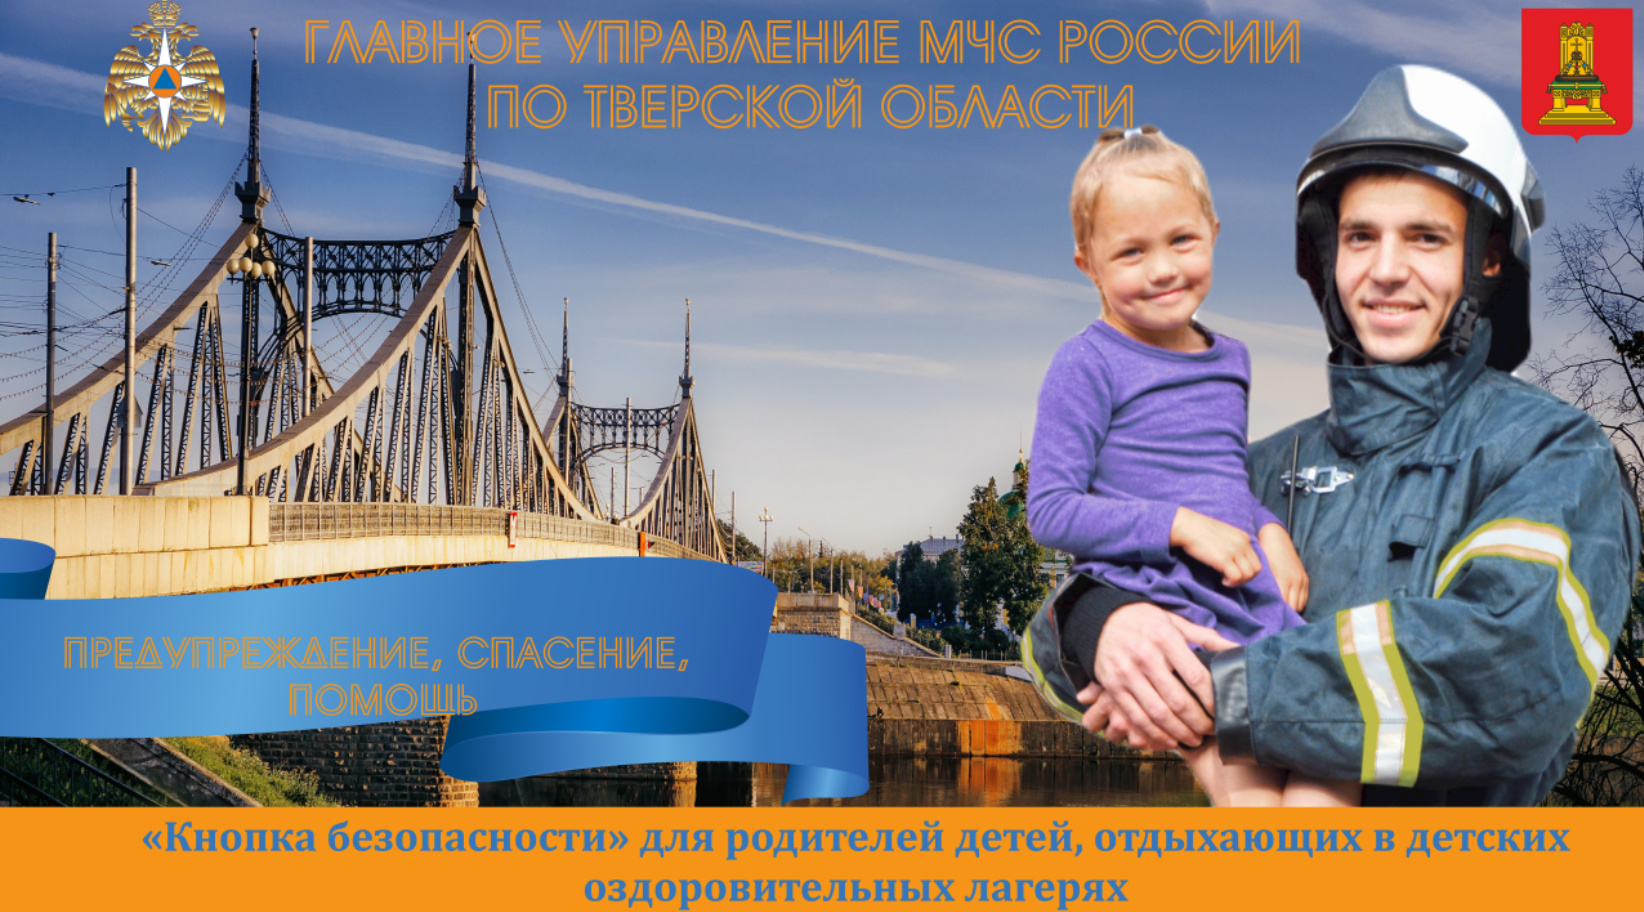 ГЛАВНОЕ УПРАВЛЕНИЕ МЧС РОССИИ
ПО ТВЕРСКОЙ ОБЛАСТИ
ПРЕДУПРЕЖДЕНИЕ, СПАСЕНИЕ,
ПОМОЩЬ
«Кнопка безопасности» для родителей детей, отдыхающих в детских
оздоровительных лагерях